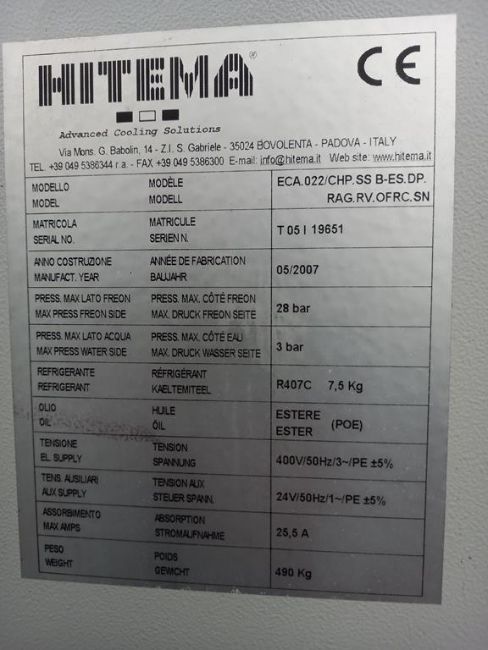 HITEMA®
CE
Advanced Cooling Solutions
Via Mons. G. Babolin, 14 - Z.I. S. Gabriele - 35024 BOVOLENTA - PADOVA - ITALY
TEL. +39 049 5386344 r.a. - FAX +39 049 5386300 E-mail: info@hitema.it Web site: www.hitema.it
MODELLO MODÈLE ECA.022/CHP.SS B-ES.DP.
MODEL MODELL RAG.RV.OFRC.SN
MATRICOLA MATRICULE T 05 I 19651
SERIAL NO. SERIEN N.
ANNO COSTRUZIONE ANNÉE DE FABRICATION 05/2007
MANUFACT. YEAR BAUJAHR
PRESS. MAX LATO FREON PRESS. MAX. CÔTÉ FREON 28 bar
MAX PRESS FREON SIDE MAX. DRUCK FREON SEITE
PRESS. MAX LATO ACQUA PRESS. MAX. CÔTÉ EAU 3 bar
MAX PRESS WATER SIDE MAX. DRUCK WASSER SEITE
REFRIGERANTE RÉFRIGÉRANT R407C 7,5 Kg
REFRIGERANT KAELTEMITEEL
OLIO HUILE ESTERE (POE)
OIL ÖIL ESTER
TENSIONE TENSION 400V/50Hz/3~/PE ±5%
EL. SUPPLY SPANNUNG
TENS. AUSILIARI TENSION AUX 24V/50Hz/1~/PE ±5%
AUX SUPPLY STEUER SPANN.
ASSORBIMENTO ABSORPTION 25,5 A
MAX AMPS STROMAUFNAHME
PESO POIDS 490 Kg
WEIGHT GEWICHT